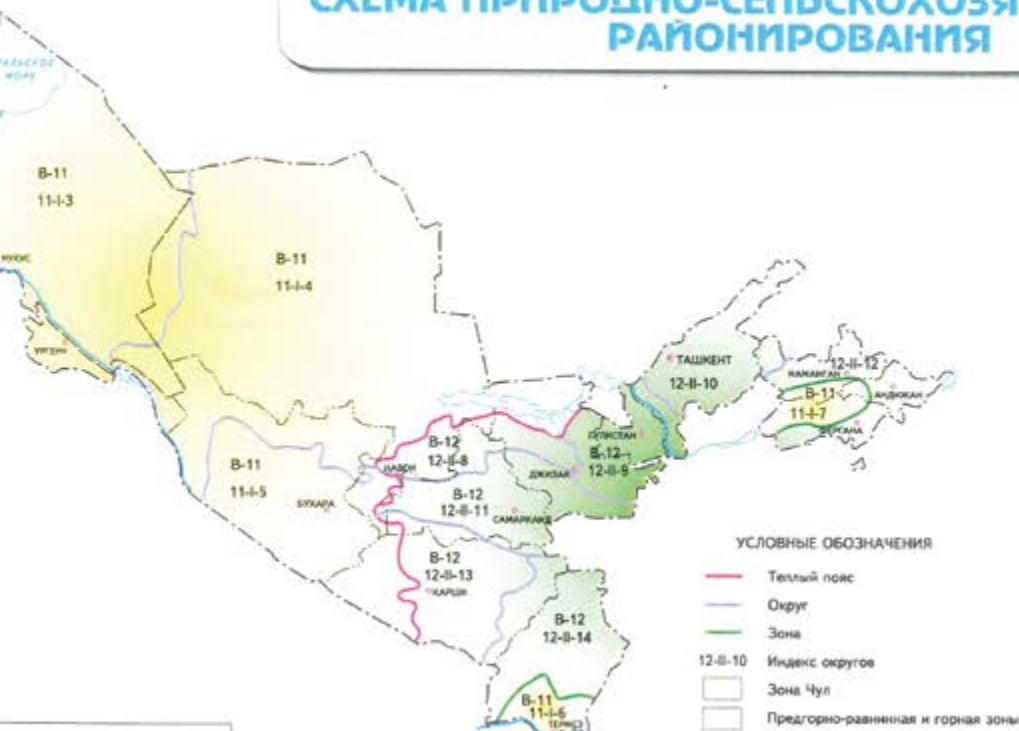 СХЕМА ПРИРОДНО-СЕЛЬСКОХОЗЯ
РАЙОНИРОВАНИЯ
АРАЛЬСКОЕ
МОРЕ
В-11
11-I-3
НУКУС
УРГЕНЧ
В-11
11-I-4
В-11
11-I-5
БУХАРА
НАВОИ
В-12
12-II-8
В-12
12-II-11
САМАРКАНД
ДЖИЗАК
ГУЛИСТАН
В-12
12-II-9
ТАШКЕНТ
12-II-10
12-II-12
НАМАНГАН
АНДИЖАН
В-11
11-I-7
ФЕРГАНА
В-12
12-II-13
КАРШИ
В-12
12-II-14
В-11
11-I-6
ТЕРМЕЗ
УСЛОВНЫЕ ОБОЗНАЧЕНИЯ
Теплый пояс
Округ
Зона
12-II-10 Индекс округов
Зона Чул
Предгорно-равнинная и горная зоны